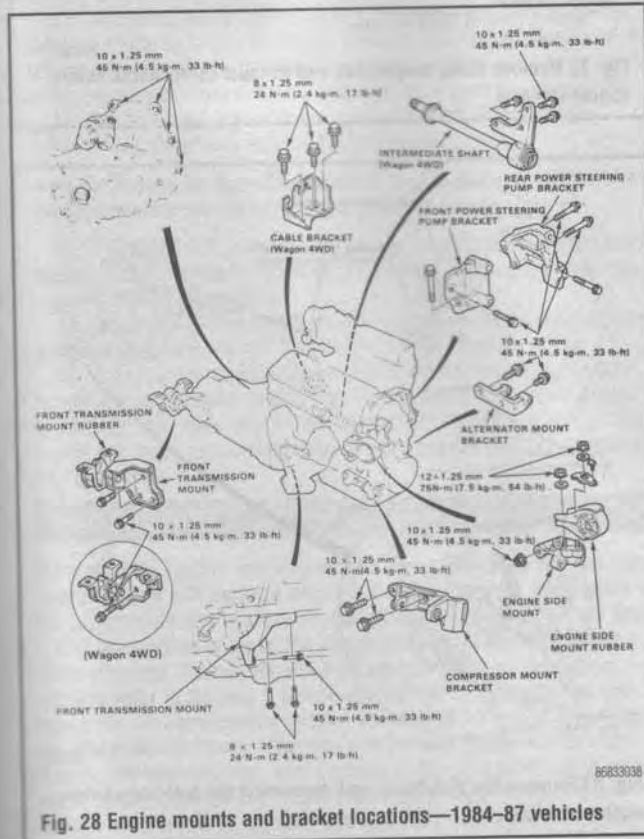 10 x 1.25 mm
45 N·m (4.5 kg-m, 33 lb-ft)
10 x 1.25 mm
45 N·m (4.5 kg-m, 33 lb-ft)
8 x 1.25 mm
24 N·m (2.4 kg-m, 17 lb-ft)
INTERMEDIATE SHAFT
(Wagon 4WD)
REAR POWER STEERING
PUMP BRACKET
FRONT POWER STEERING
PUMP BRACKET
CABLE BRACKET
(Wagon 4WD)
10 x 1.25 mm
45 N·m (4.5 kg-m, 33 lb-ft)
ALTERNATOR MOUNT
BRACKET
FRONT TRANSMISSION
MOUNT RUBBER
FRONT
TRANSMISSION
MOUNT
12 x 1.25 mm
75N·m (7.5 kg-m, 54 lb-ft)
10 x 1.25 mm
45 N·m (4.5 kg-m, 33 lb-ft)
10 x 1.25 mm
45 N·m (4.5 kg-m, 33 lb-ft)
10 x 1.25 mm
45 N·m(4.5 kg-m, 33 lb-ft)
ENGINE SIDE
MOUNT
ENGINE SIDE
MOUNT RUBBER
(Wagon 4WD)
COMPRESSOR MOUNT
BRACKET
FRONT TRANSMISSION MOUNT
10 x 1.25 mm
45 N·m (4.5 kg-m, 33 lb-ft)
8 x 1.25 mm
24 N·m (2.4 kg-m, 17 lb-ft)
86833038
Fig. 28 Engine mounts and bracket locations—1984-87 vehicles